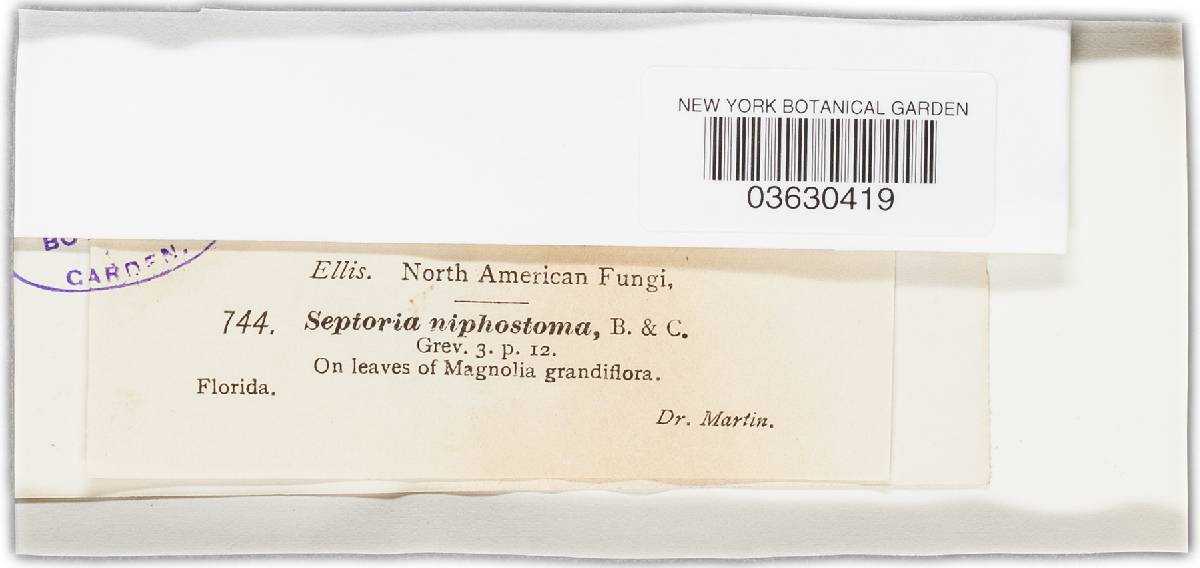 NEW YORK BOTANICAL GARDEN
03630419
GARDEN.
Ellis. North American Fungi,
744. Septoria niphostoma, B. & C.
Grev. 3. p. 12.
On leaves of Magnolia grandiflora.
Florida.
Dr. Martin.